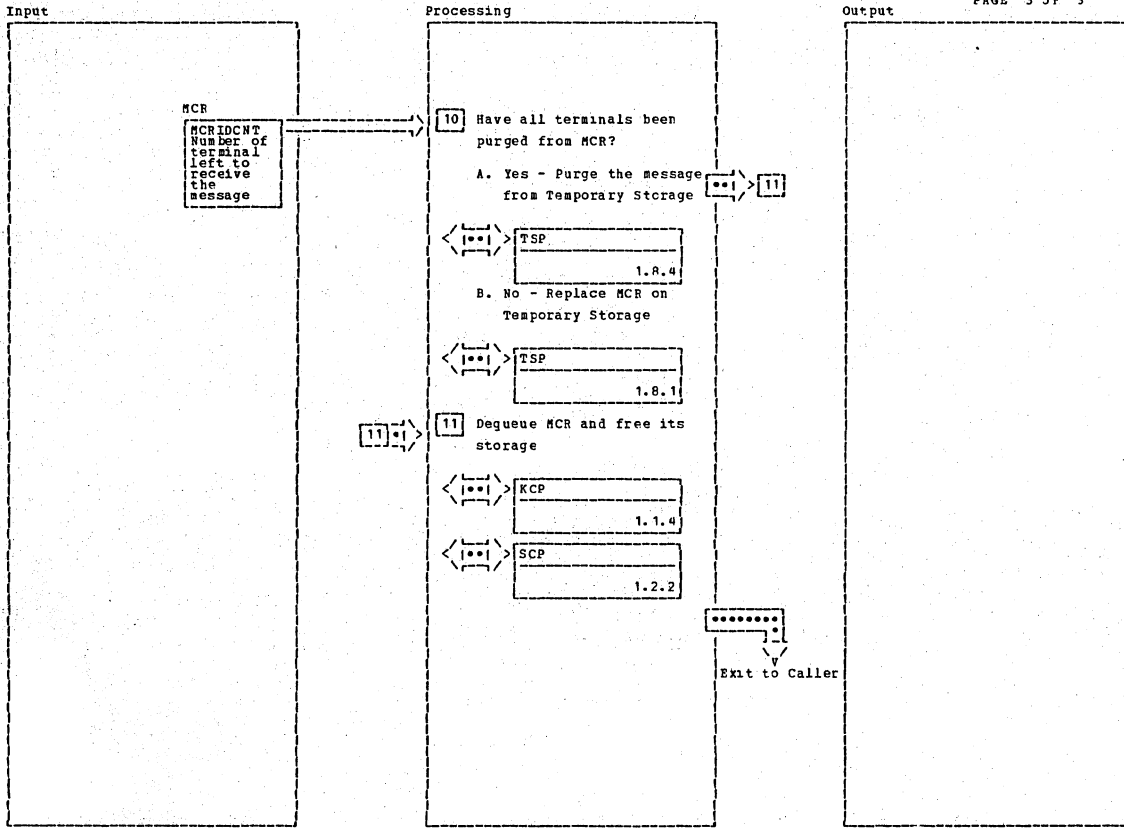 PAGE 3 OF 3
Input
Processing
Output
MCR
MCRIDCNT
Number of
terminal
left to
receive
the
message
10 Have all terminals been
purged from MCR?
A. Yes - Purge the message
from Temporary Storage
11
TSP
1.8.4
B. No - Replace MCR on
Temporary Storage
TSP
1.8.1
11
11 Dequeue MCR and free its
storage
KCP
1.1.4
SCP
1.2.2
Exit to Caller